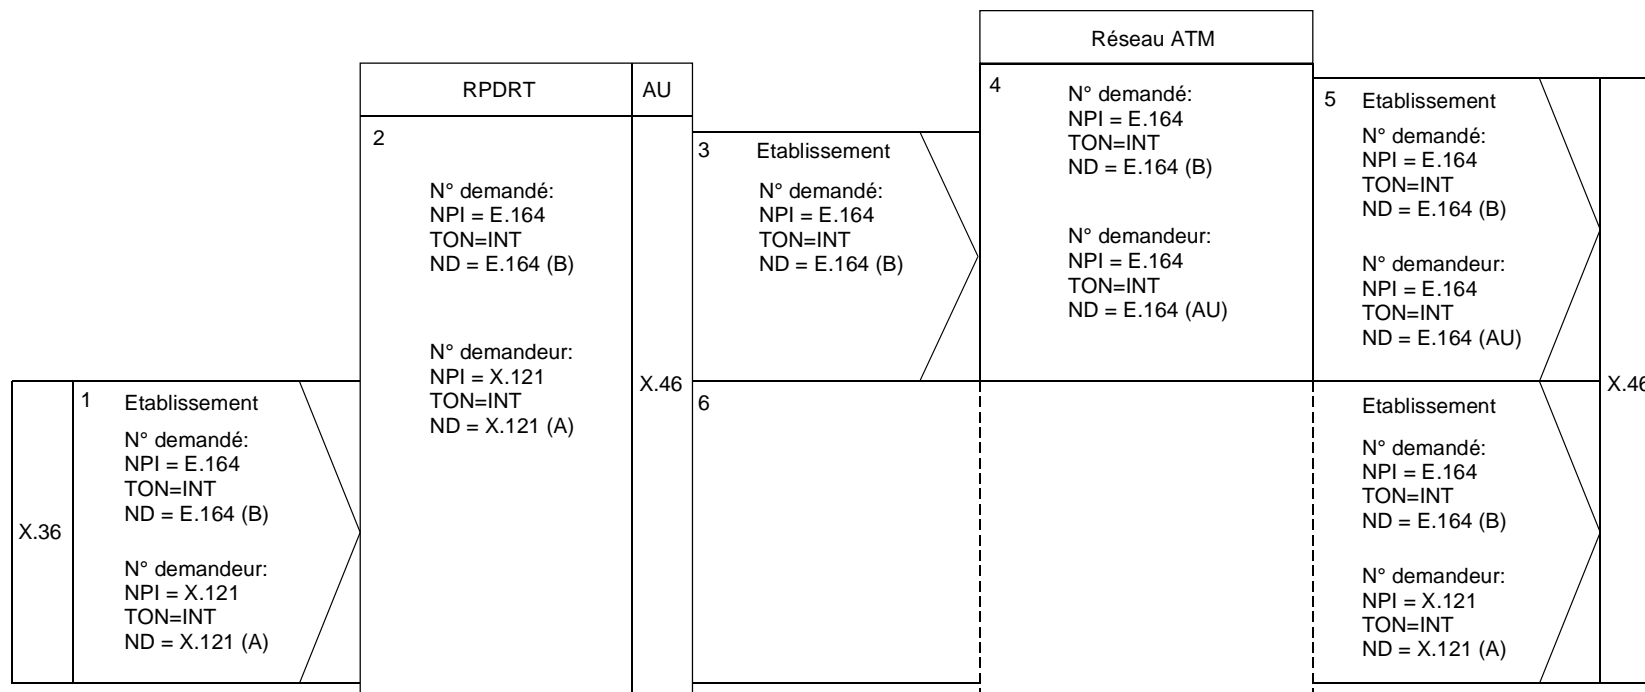 Réseau ATM
RPDRT
AU
X.36
1 Etablissement
N° demandé:
NPI = E.164
TON=INT
ND = E.164 (B)
N° demandeur:
NPI = X.121
TON=INT
ND = X.121 (A)
2
N° demandé:
NPI = E.164
TON=INT
ND = E.164 (B)
N° demandeur:
NPI = X.121
TON=INT
ND = X.121 (A)
X.46
3 Etablissement
N° demandé:
NPI = E.164
TON=INT
ND = E.164 (B)
4
N° demandé:
NPI = E.164
TON=INT
ND = E.164 (B)
N° demandeur:
NPI = E.164
TON=INT
ND = E.164 (AU)
5 Etablissement
N° demandé:
NPI = E.164
TON=INT
ND = E.164 (B)
N° demandeur:
NPI = E.164
TON=INT
ND = E.164 (AU)
6
Etablissement
N° demandé:
NPI = E.164
TON=INT
ND = E.164 (B)
N° demandeur:
NPI = X.121
TON=INT
ND = X.121 (A)
X.46